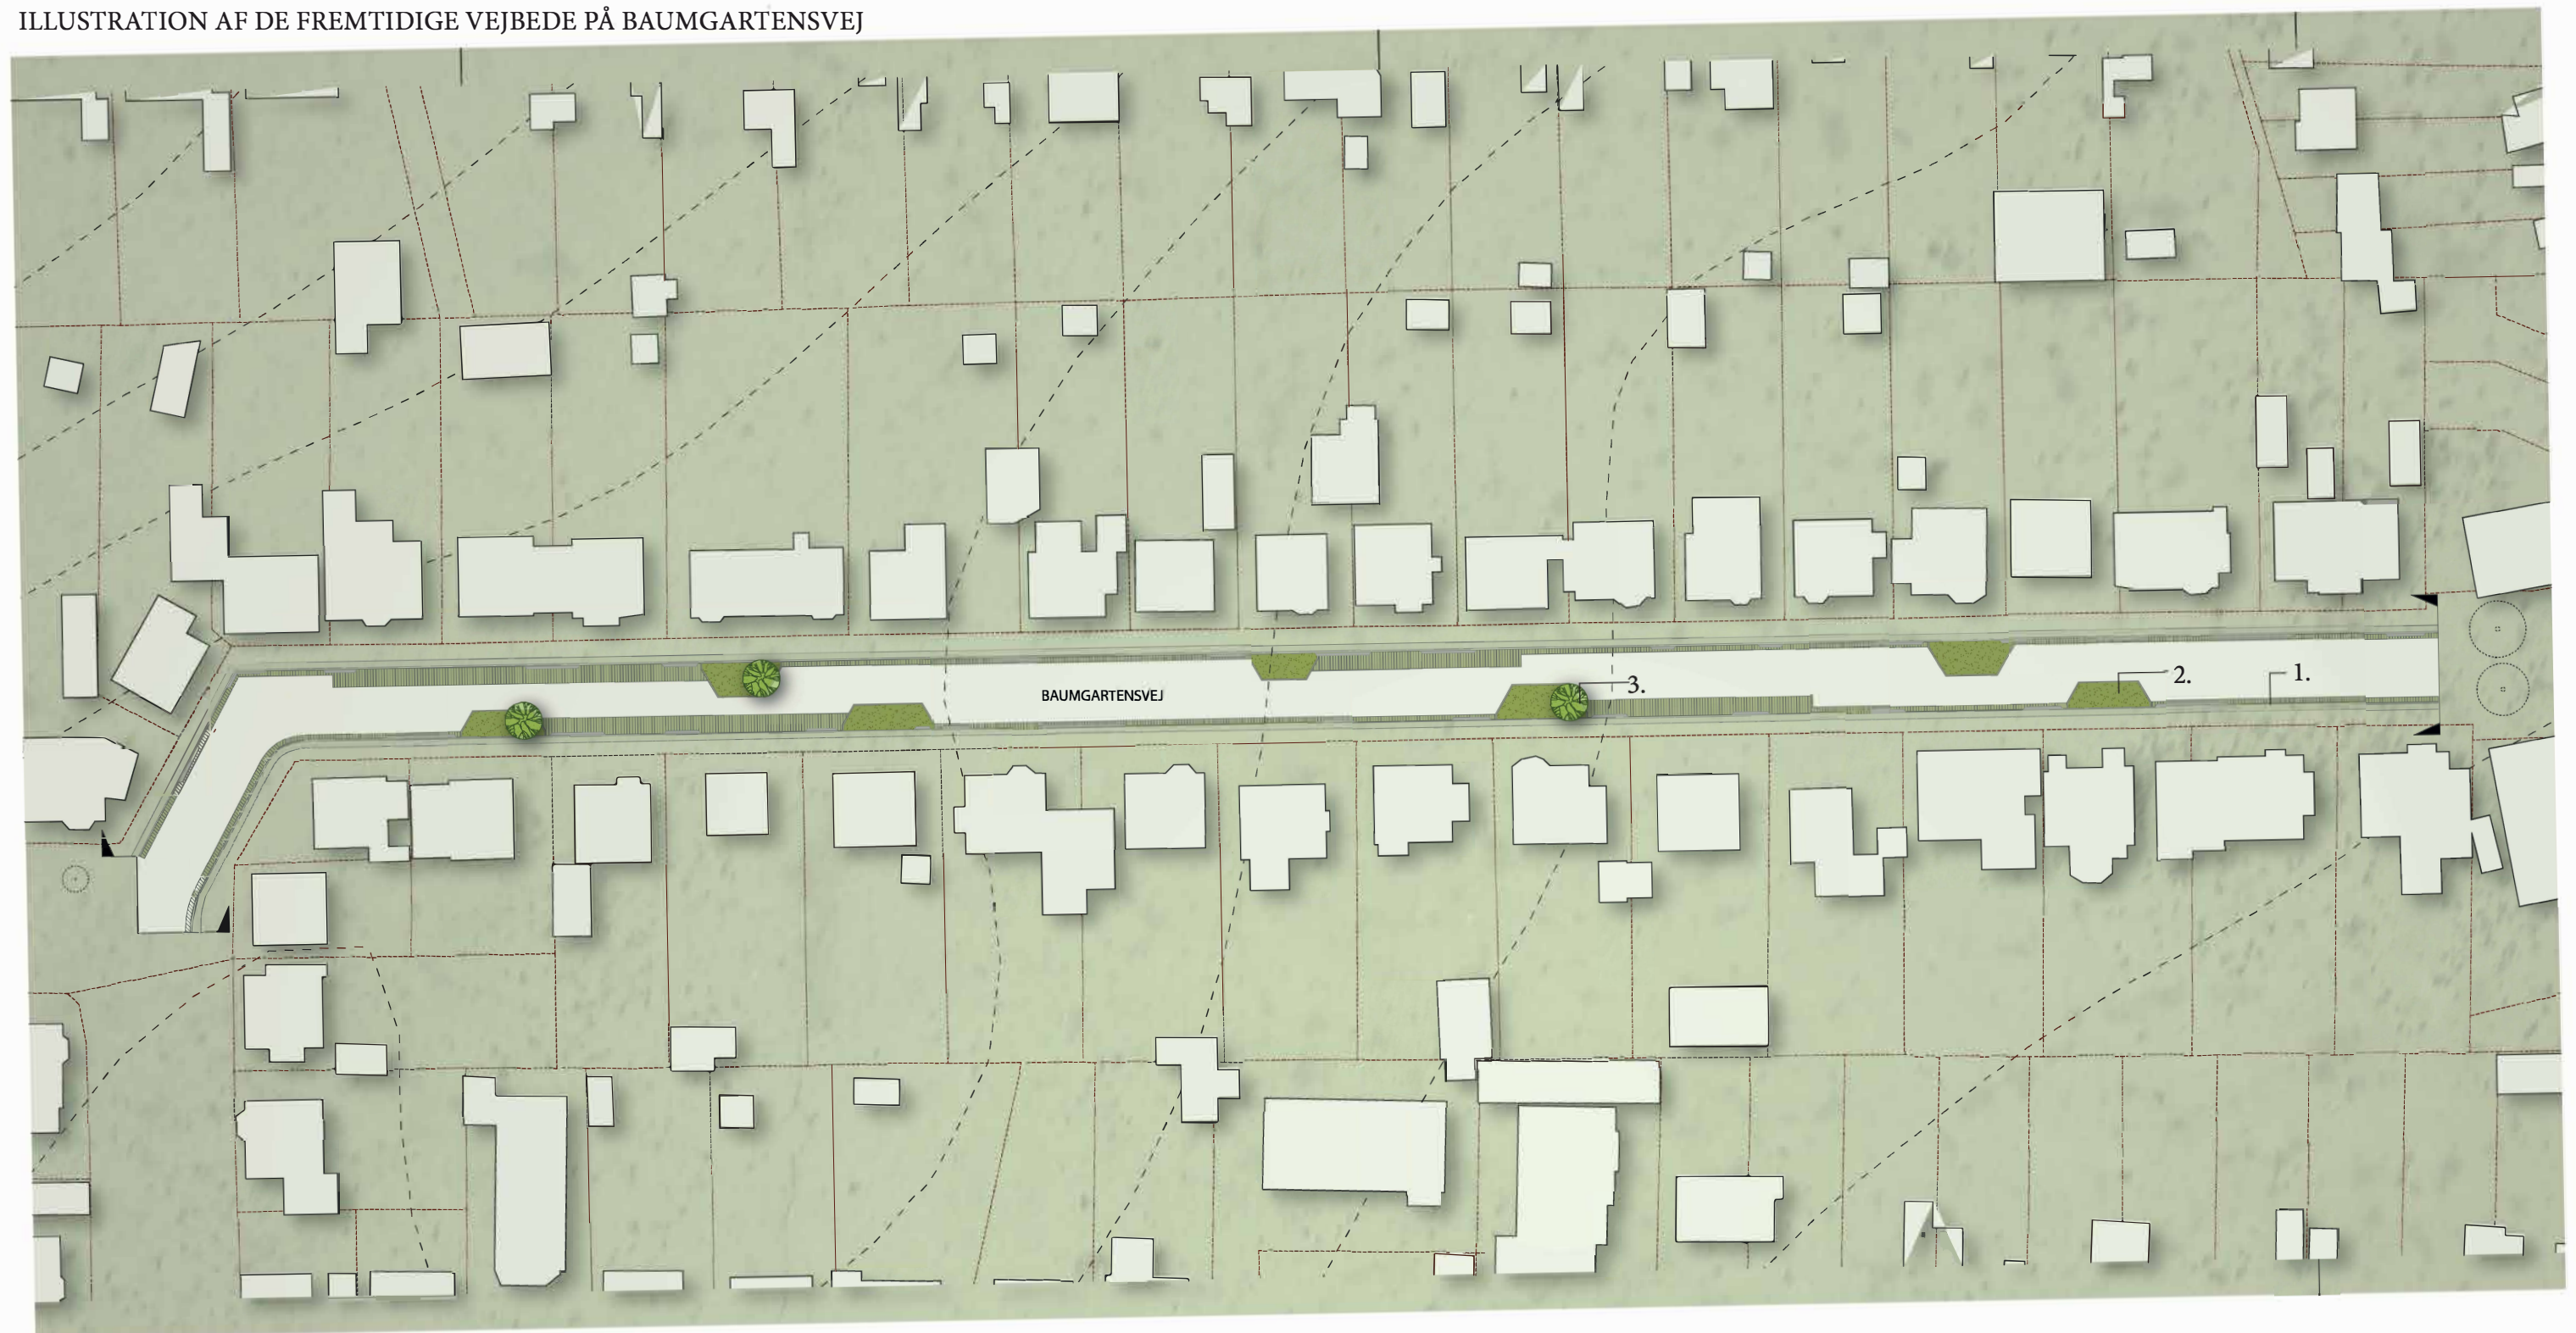 ILLUSTRATION AF DE FREMTIDIGE VEJBEDE PÅ BAUMGARTENSVEJ
1.
2.
3.
BAUMGARTENSVEJ